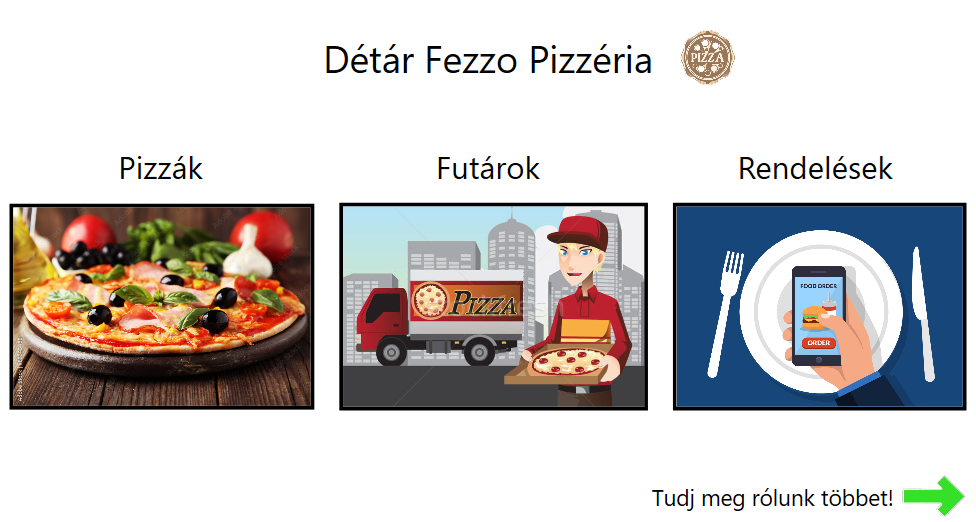 Détár Fezzo Pizzéria
PIZZA
Pizzák
Futárok
Rendelések
PIZZA
FOOD ORDER
ORDER
Tudj meg rólunk többet!